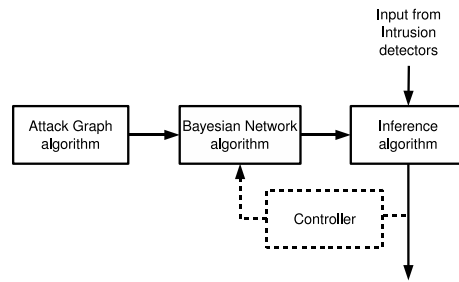 Input from
Intrusion
detectors
Attack Graph
algorithm
Bayesian Network
algorithm
Inference
algorithm
Controller